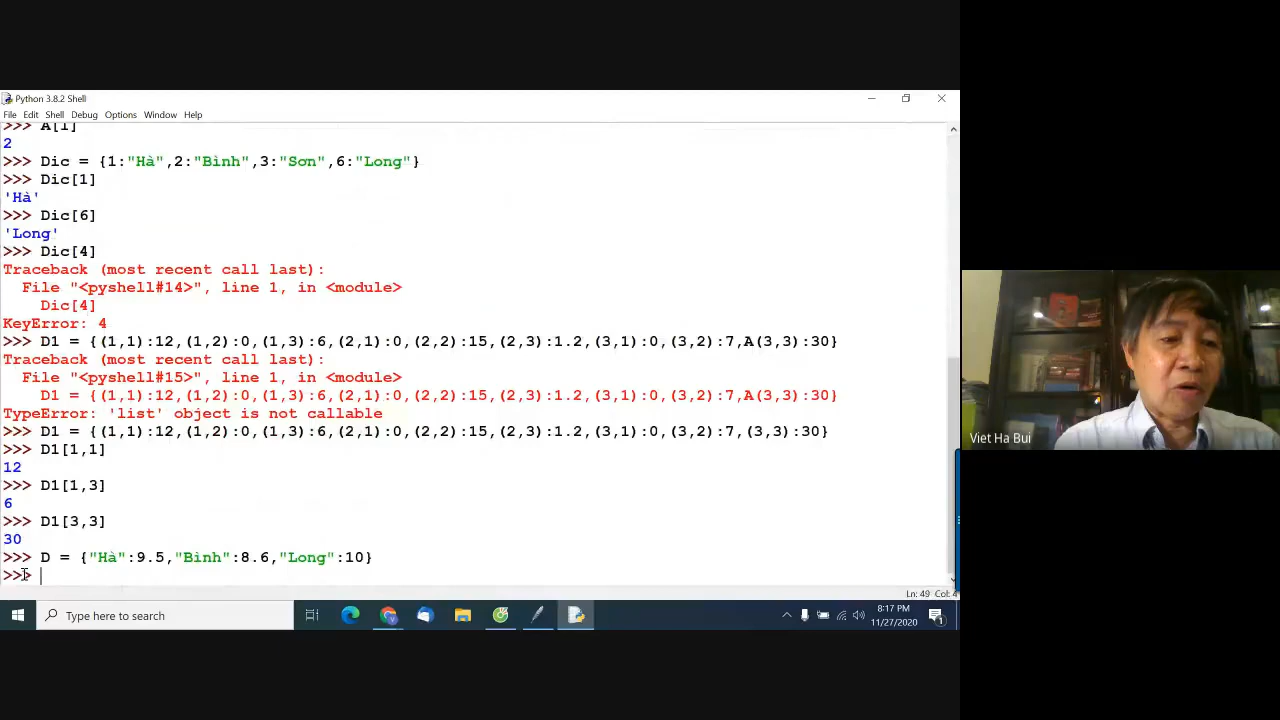 Python 3.8.2 Shell
File Edit Shell Debug Options Window Help
>>> A[1]
2
>>> Dic = {1:"Hà",2:"Bình",3:"Sơn",6:"Long"}
>>> Dic[1]
'Hà'
>>> Dic[6]
'Long'
>>> Dic[4]
Traceback (most recent call last):
  File "<pyshell#14>", line 1, in <module>
    Dic[4]
KeyError: 4
>>> D1 = {(1,1):12,(1,2):0,(1,3):6,(2,1):0,(2,2):15,(2,3):1.2,(3,1):0,(3,2):7,A(3,3):30}
Traceback (most recent call last):
  File "<pyshell#15>", line 1, in <module>
    D1 = {(1,1):12,(1,2):0,(1,3):6,(2,1):0,(2,2):15,(2,3):1.2,(3,1):0,(3,2):7,A(3,3):30}
TypeError: 'list' object is not callable
>>> D1 = {(1,1):12,(1,2):0,(1,3):6,(2,1):0,(2,2):15,(2,3):1.2,(3,1):0,(3,2):7,(3,3):30}
>>> D1[1,1]
12
>>> D1[1,3]
6
>>> D1[3,3]
30
>>> D = {"Hà":9.5,"Bình":8.6,"Long":10}
>>>
Ln: 49 Col: 4
Type here to search
8:17 PM
11/27/2020
1
Viet Ha Bui